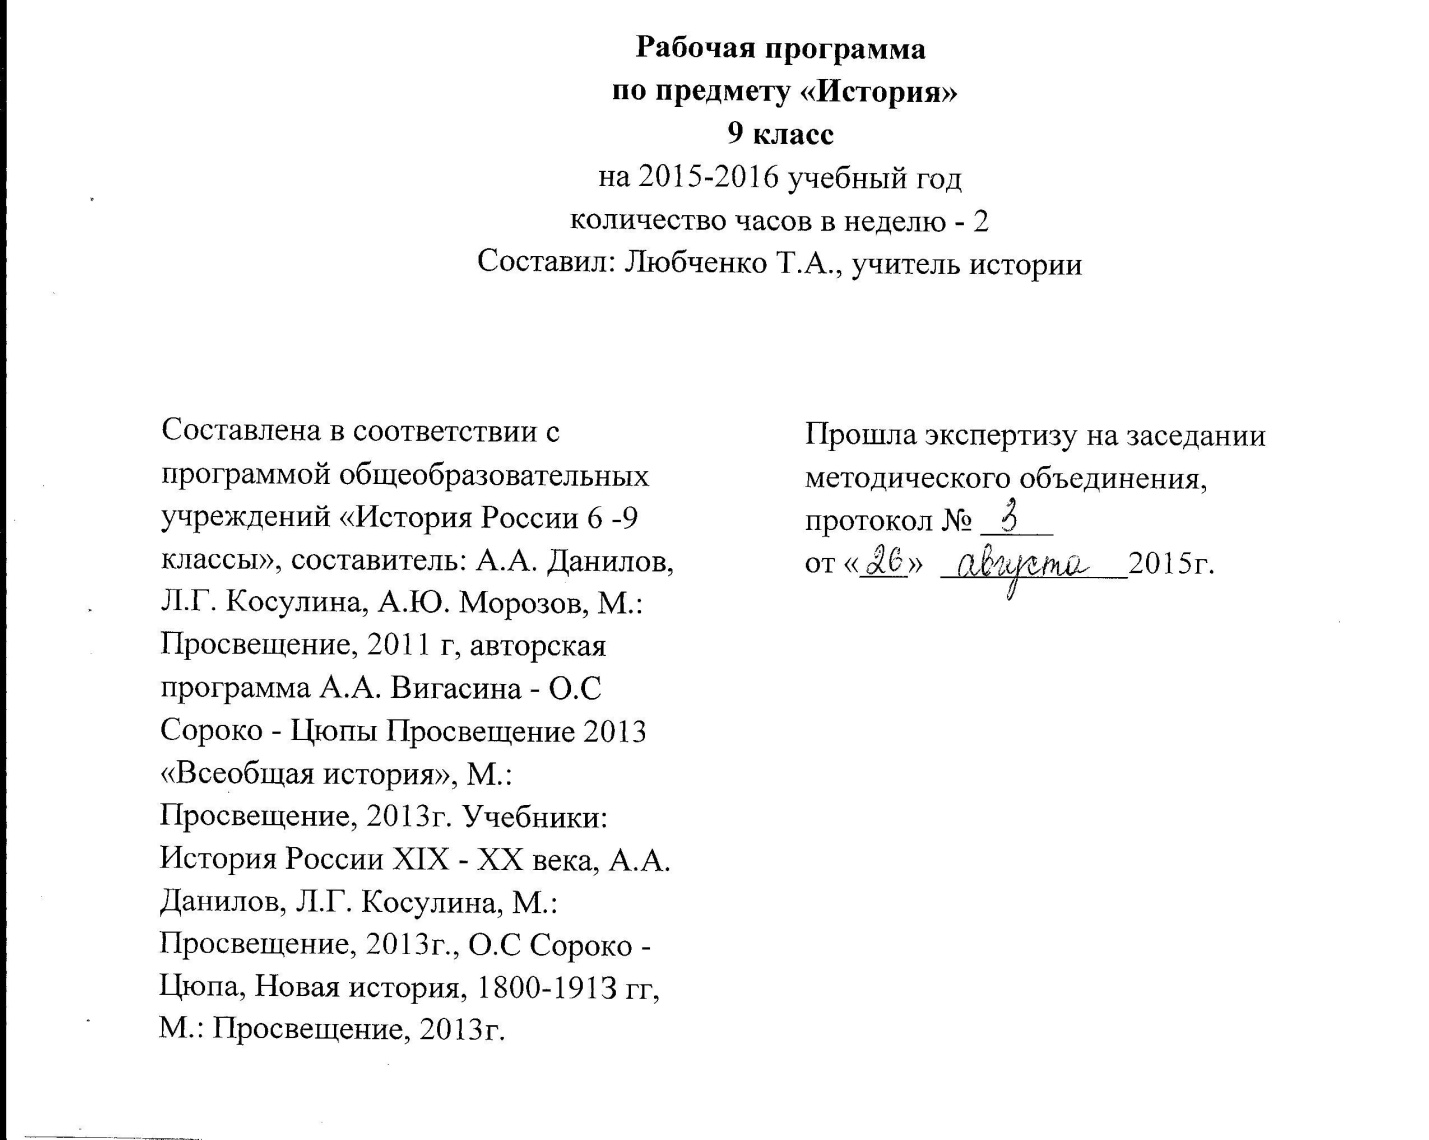 Рабочая программа
по предмету «История»
9 класс
на 2015-2016 учебный год
количество часов в неделю - 2
Составил: Любченко Т.А., учитель истории
Составлена в соответствии с
программой общеобразовательных
учреждений «История России 6 -9
классы», составитель: А.А. Данилов,
Л.Г. Косулина, А.Ю. Морозов, М.:
Просвещение, 2011 г, авторская
программа А.А. Вигасина - О.С
Сороко - Цюпы Просвещение 2013
«Всеобщая история», М.:
Просвещение, 2013г. Учебники:
История России XIX - XX века, А.А.
Данилов, Л.Г. Косулина, М.:
Просвещение, 2013г., О.С Сороко -
Цюпа, Новая история, 1800-1913 гг,
М.: Просвещение, 2013г.
Прошла экспертизу на заседании
методического объединения,
протокол № 3
от «26» августа 2015г.